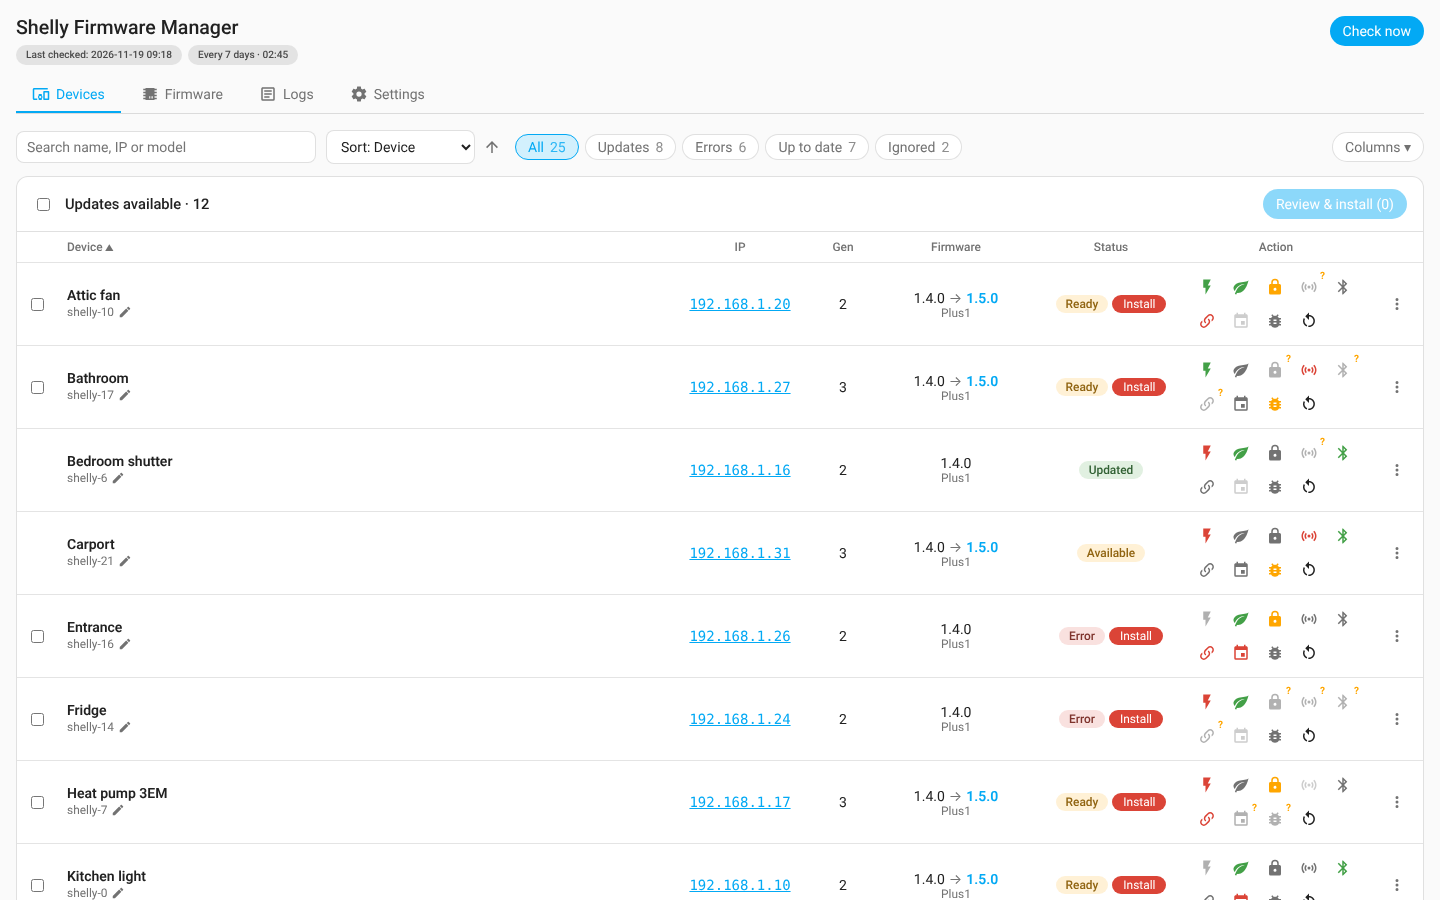 Shelly Firmware Manager
Check now
Last checked: 2026-11-19 09:18
Every 7 days · 02:45
Devices
Firmware
Logs
Settings
Search name, IP or model
Sort: Device
All 25
Updates 8
Errors 6
Up to date 7
Ignored 2
Columns ▾
Updates available · 12
Review & install (0)
Device ▲ IP Gen Firmware Status Action
Attic fan
shelly-10
192.168.1.20
2
1.4.0 → 1.5.0
Plus1
Ready Install
?
Bathroom
shelly-17
192.168.1.27
3
1.4.0 → 1.5.0
Plus1
Ready Install
? ?
?
Bedroom shutter
shelly-6
192.168.1.16
2
1.4.0
Plus1
Updated
?
Carport
shelly-21
192.168.1.31
3
1.4.0 → 1.5.0
Plus1
Available
Entrance
shelly-16
192.168.1.26
2
1.4.0
Plus1
Error Install
Fridge
shelly-14
192.168.1.24
2
1.4.0
Plus1
Error Install
? ? ?
?
Heat pump 3EM
shelly-7
192.168.1.17
3
1.4.0 → 1.5.0
Plus1
Ready Install
? ?
Kitchen light
shelly-0
192.168.1.10
2
1.4.0 → 1.5.0
Plus1
Ready Install